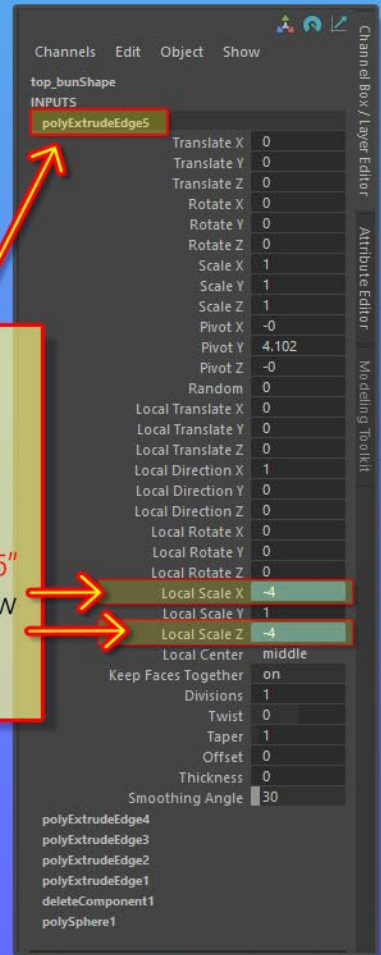 Channels Edit Object Show
top_bunShape
INPUTS
polyExtrudeEdge5
Translate X 0
Translate Y 0
Translate Z 0
Rotate X 0
Rotate Y 0
Rotate Z 0
Scale X 1
Scale Y 1
Scale Z 1
Pivot X -0
Pivot Y 4.102
Pivot Z -0
Random 0
Local Translate X 0
Local Translate Y 0
Local Translate Z 0
Local Direction X 1
Local Direction Y 0
Local Direction Z 0
Local Rotate X 0
Local Rotate Y 0
Local Rotate Z 0
Local Scale X -4
Local Scale Y 1
Local Scale Z -4
Local Center middle
Keep Faces Together on
Divisions 1
Twist 0
Taper 1
Offset 0
Thickness 0
Smoothing Angle 30
polyExtrudeEdge4
polyExtrudeEdge3
polyExtrudeEdge2
polyExtrudeEdge1
deleteComponent1
polySphere1
Channel Box / Layer Editor
Attribute Editor
Modeling Toolkit